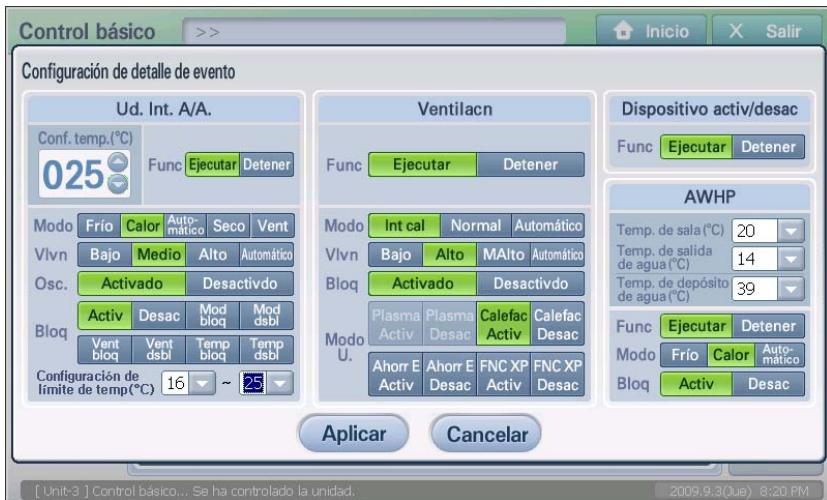 Control básico >> Inicio X Salir
Configuración de detalle de evento
Ud. Int. A/A.
Conf. temp.(°C)
025
Func Ejecutar Detener
Modo Frío Calor Auto-mático Seco Vent
Vlvn Bajo Medio Alto Automático
Osc. Activado Desactivdo
Bloq Activ Desac Mod bloq Mod dsbl
Vent bloq Vent dsbl Temp bloq Temp dsbl
Configuración de límite de temp(°C) 16 ~ 25
Ventilacn
Func Ejecutar Detener
Modo Int cal Normal Automático
Vlvn Bajo Alto MAlto Automático
Bloq Activado Desactivdo
Modo U. Plasma Activ Plasma Desac Calefac Activ Calefac Desac
Ahorr E Activ Ahorr E Desac FNC XP Activ FNC XP Desac
Dispositivo activ/desac
Func Ejecutar Detener
AWHP
Temp. de sala(°C) 20
Temp. de salida de agua(°C) 14
Temp. de depósito de agua(°C) 39
Func Ejecutar Detener
Modo Frío Calor Auto-mático
Bloq Activ Desac
Aplicar Cancelar
[ Unit-3 ] Control básico... Se ha controlado la unidad. 2009.9.3(Jue) 8:20 PM